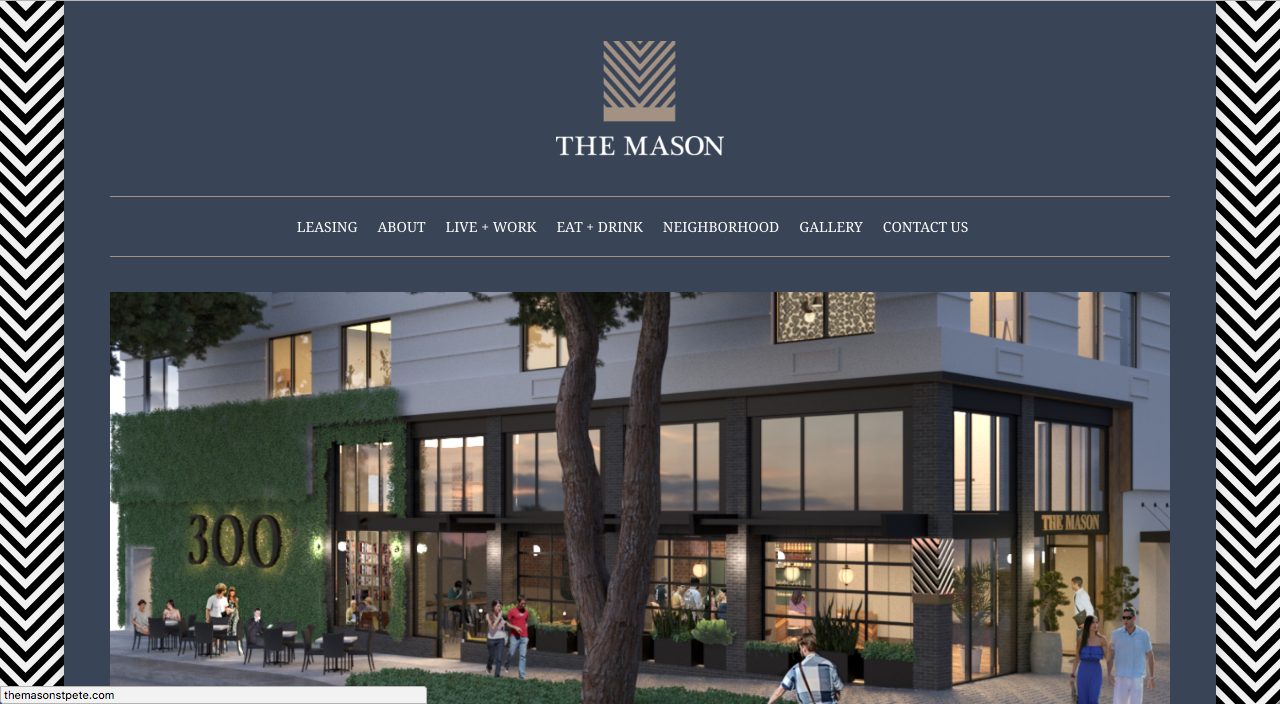 THE MASON
LEASING ABOUT LIVE + WORK EAT + DRINK NEIGHBORHOOD GALLERY CONTACT US
300
THE MASON
themasonstpete.com